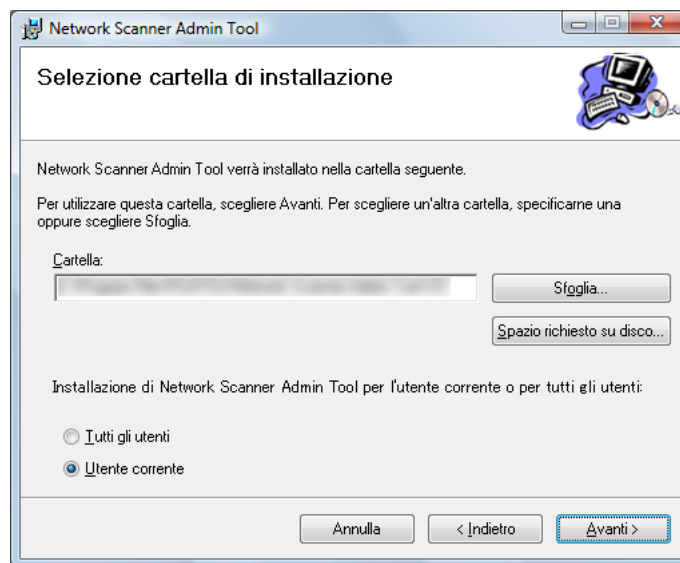 Network Scanner Admin Tool
Selezione cartella di installazione
Network Scanner Admin Tool verrà installato nella cartella seguente.
Per utilizzare questa cartella, scegliere Avanti. Per scegliere un'altra cartella, specificarne una
oppure scegliere Sfoglia.
Cartella:
Sfoglia...
Spazio richiesto su disco...
Installazione di Network Scanner Admin Tool per l'utente corrente o per tutti gli utenti:
Tutti gli utenti
Utente corrente
Annulla
< Indietro
Avanti >